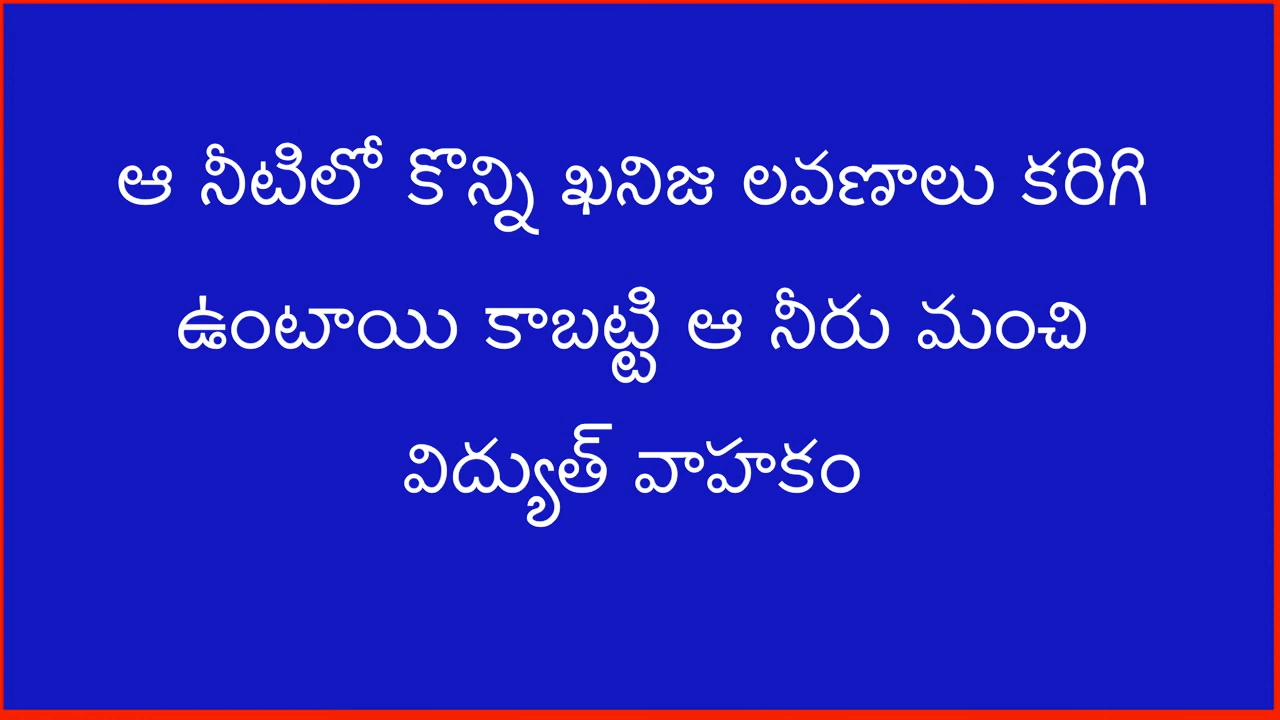 ఆ నీటిలో కొన్ని ఖనిజ లవణాలు కరిగి
ఉంటాయి కాబట్టి ఆ నీరు మంచి
విద్యుత్ వాహకం